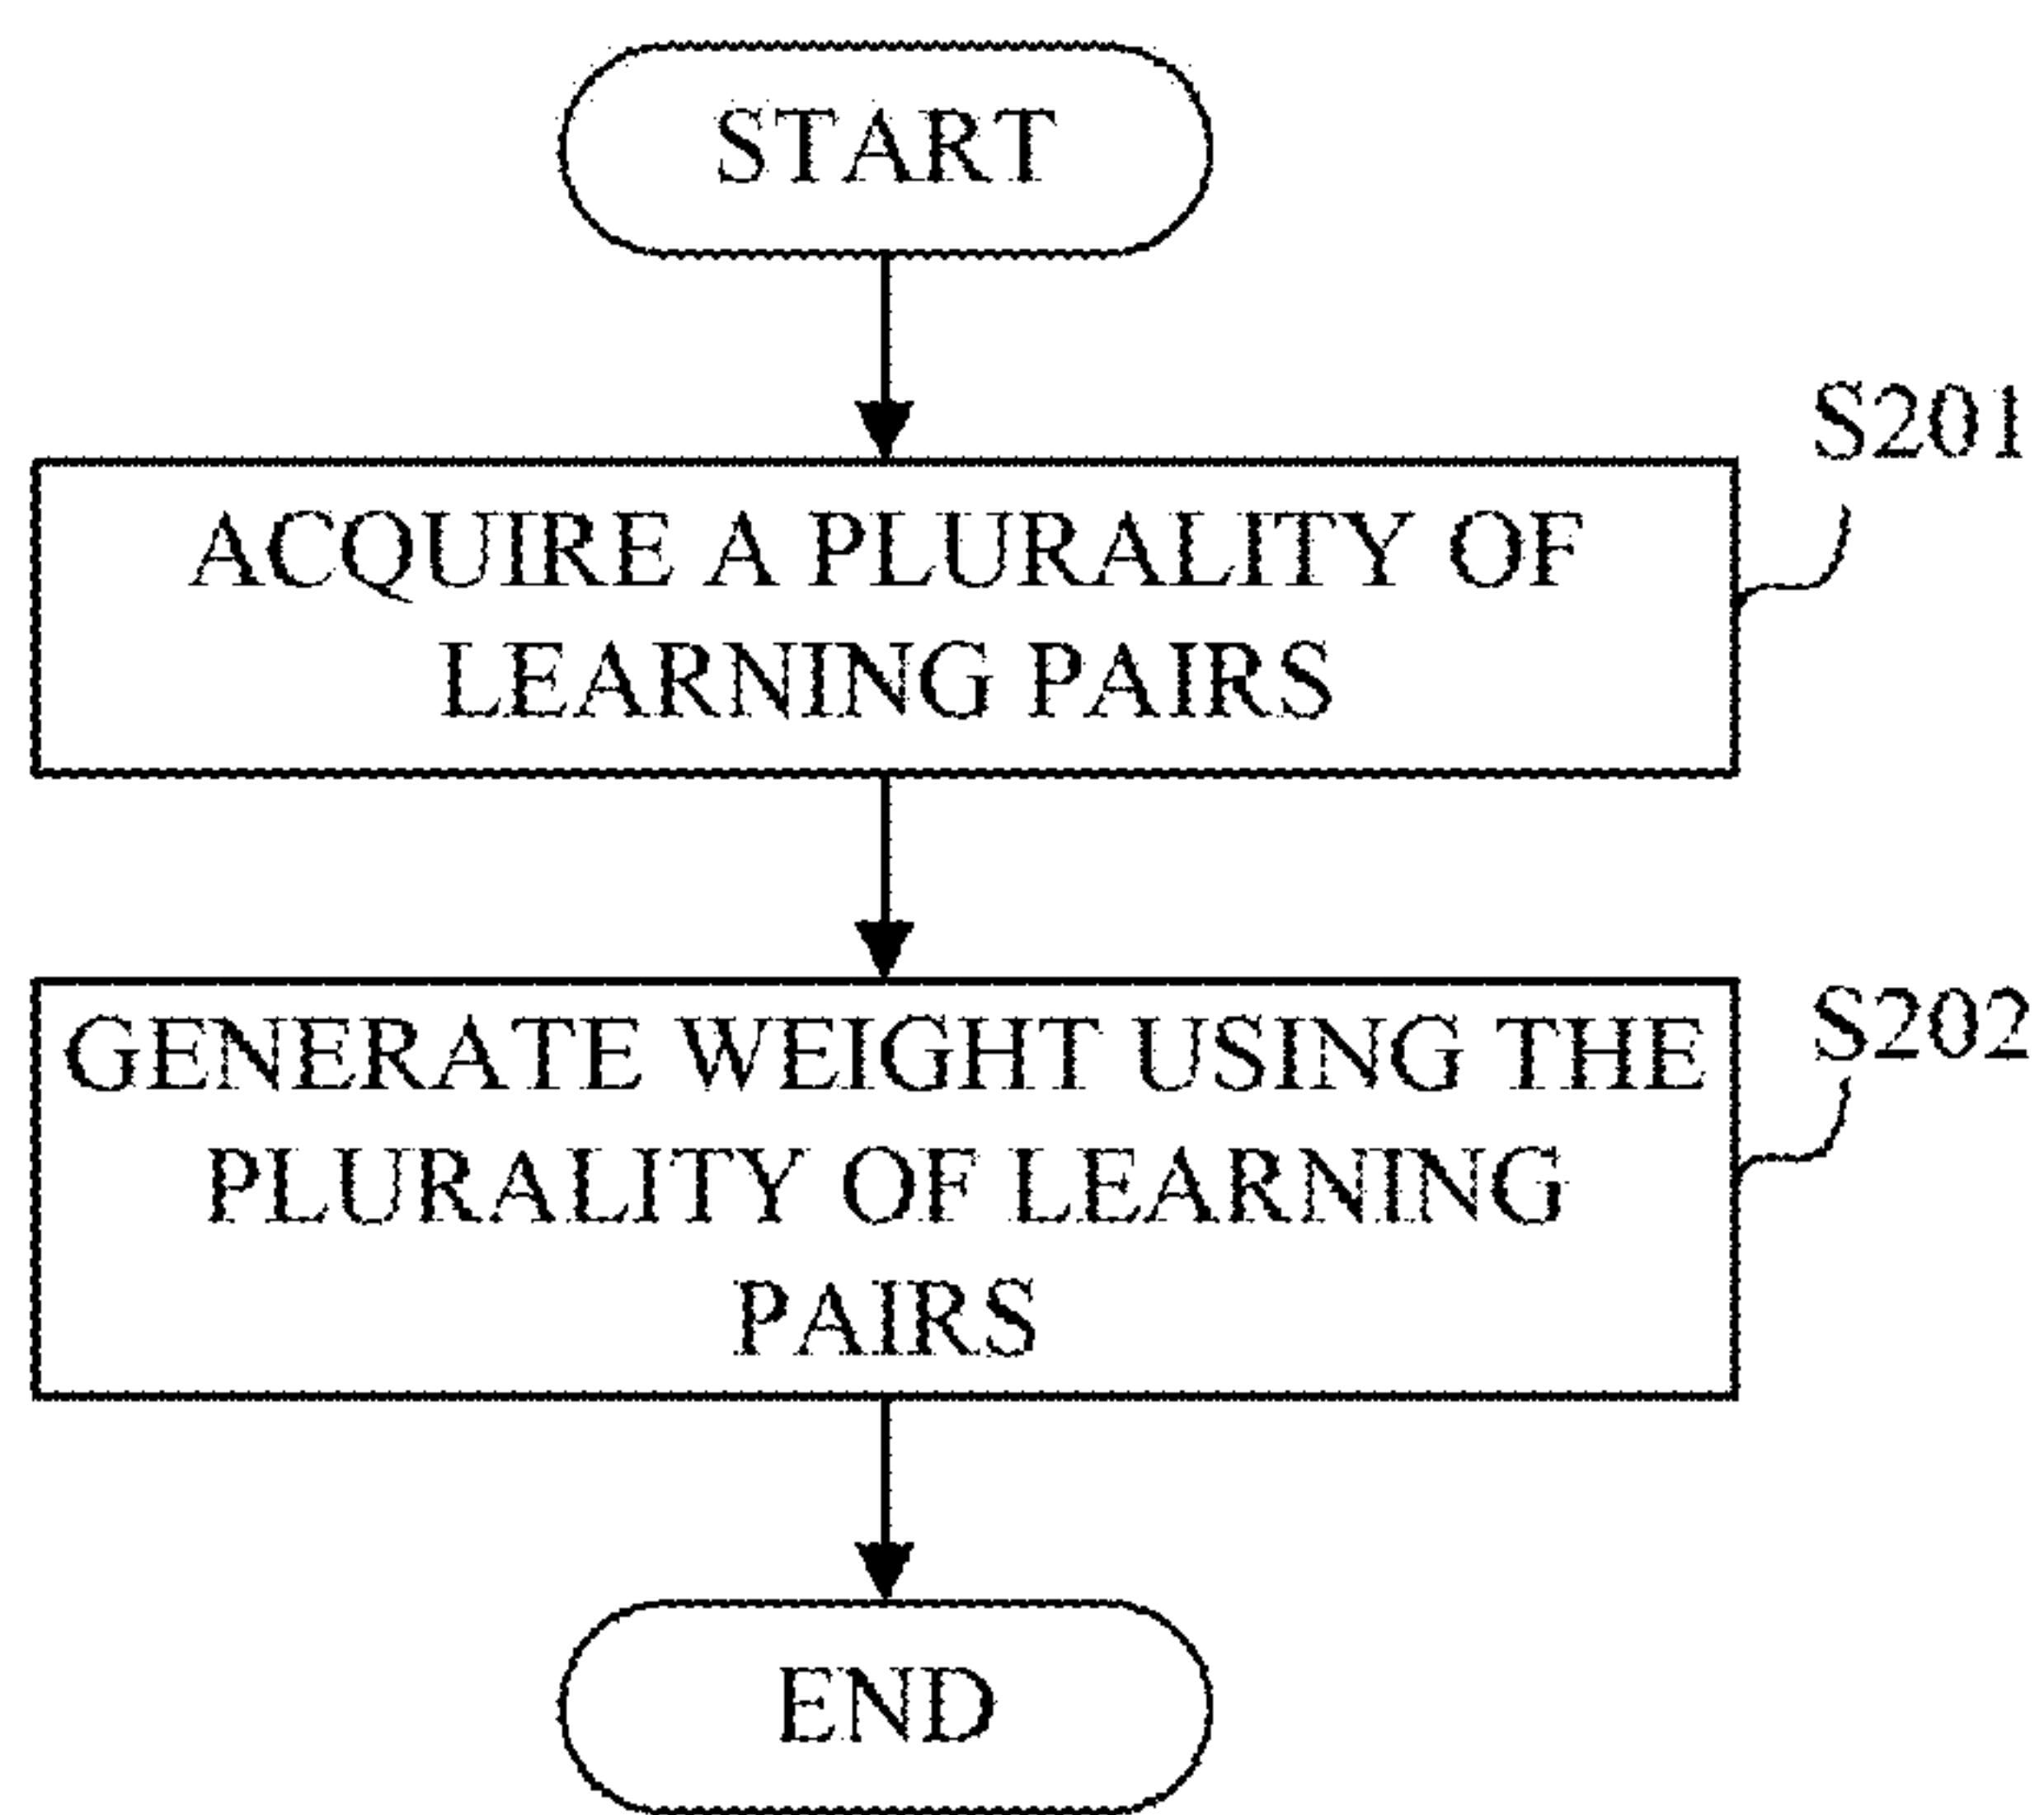 START
S201
ACQUIRE A PLURALITY OF
LEARNING PAIRS
S202
GENERATE WEIGHT USING THE
PLURALITY OF LEARNING
PAIRS
END